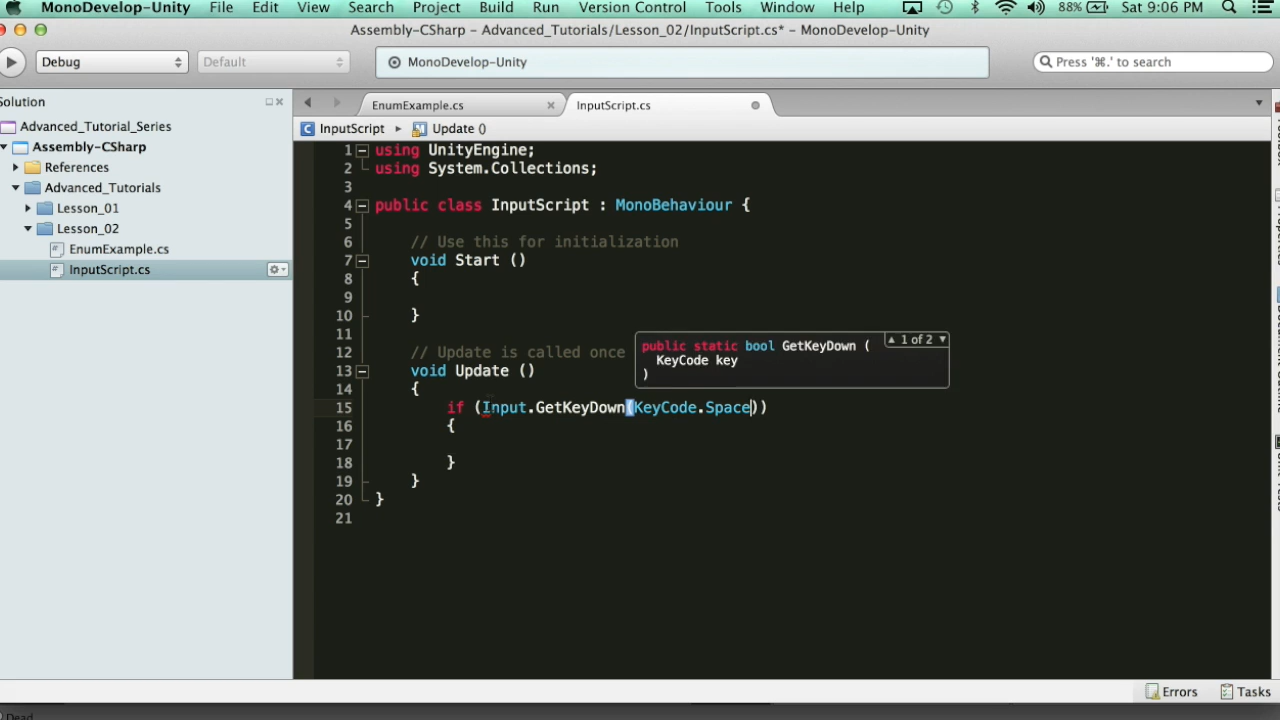 MonoDevelop-Unity File Edit View Search Project Build Run Version Control Tools Window Help 88% Sat 9:06 PM
Assembly-CSharp - Advanced_Tutorials/Lesson_02/InputScript.cs* - MonoDevelop-Unity
Debug Default MonoDevelop-Unity Press '⌘.' to search
Solution EnumExample.cs InputScript.cs
Advanced_Tutorial_Series InputScript Update ()
Assembly-CSharp
References
Advanced_Tutorials
Lesson_01
Lesson_02
EnumExample.cs
InputScript.cs
1 using UnityEngine;
2 using System.Collections;
3
4 public class InputScript : MonoBehaviour {
5
6 // Use this for initialization
7 void Start ()
8 {
9
10 }
11
12 // Update is called once
13 void Update ()
14 {
15 if (Input.GetKeyDown(KeyCode.Space))
16 {
17
18 }
19 }
20 }
21
public static bool GetKeyDown ( 1 of 2
KeyCode key
)
Errors Tasks
Dead